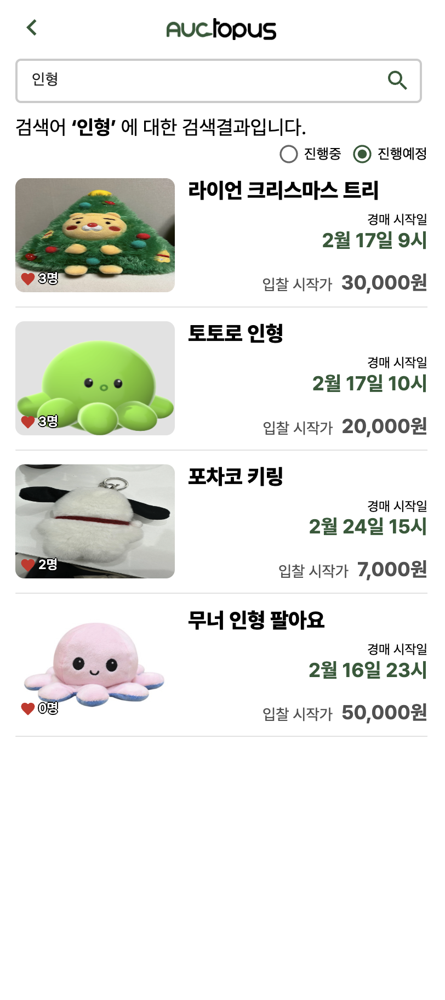 Auctopus
인형
검색어 ‘인형’ 에 대한 검색결과입니다.
진행중 진행예정
라이언 크리스마스 트리
경매 시작일
2월 17일 9시
3명
입찰 시작가 30,000원
토토로 인형
경매 시작일
2월 17일 10시
3명
입찰 시작가 20,000원
포차코 키링
경매 시작일
2월 24일 15시
2명
입찰 시작가 7,000원
무너 인형 팔아요
경매 시작일
2월 16일 23시
0명
입찰 시작가 50,000원